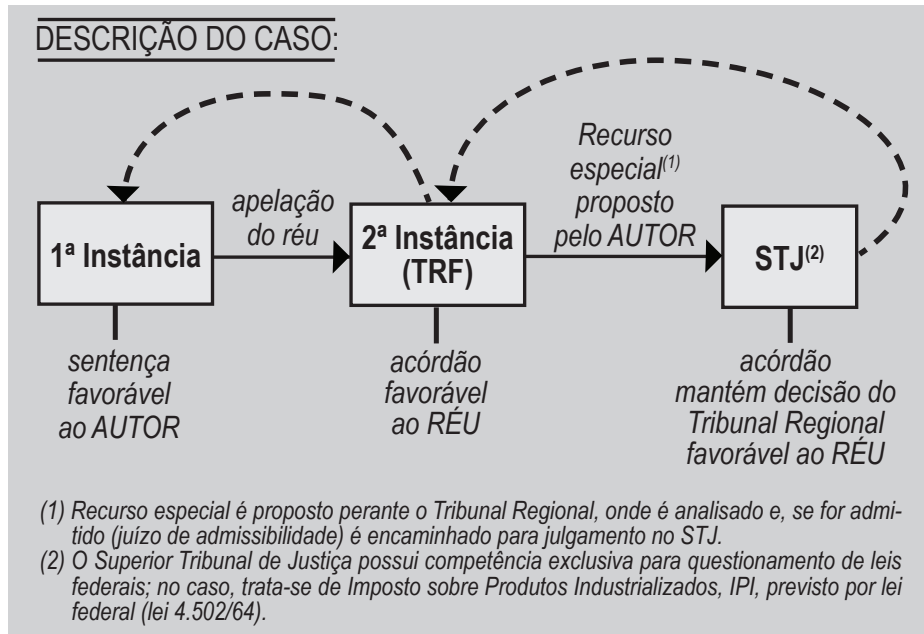 DESCRIÇÃO DO CASO:
Recurso
especial(1)
proposto
pelo AUTOR
apelação
do réu
1ª Instância
2ª Instância
(TRF)
STJ(2)
sentença
favorável
ao AUTOR
acórdão
favorável
ao RÉU
acórdão
mantém decisão do
Tribunal Regional
favorável ao RÉU
(1) Recurso especial é proposto perante o Tribunal Regional, onde é analisado e, se for admi-
tido (juízo de admissibilidade) é encaminhado para julgamento no STJ.
(2) O Superior Tribunal de Justiça possui competência exclusiva para questionamento de leis
federais; no caso, trata-se de Imposto sobre Produtos Industrializados, IPI, previsto por lei
federal (lei 4.502/64).